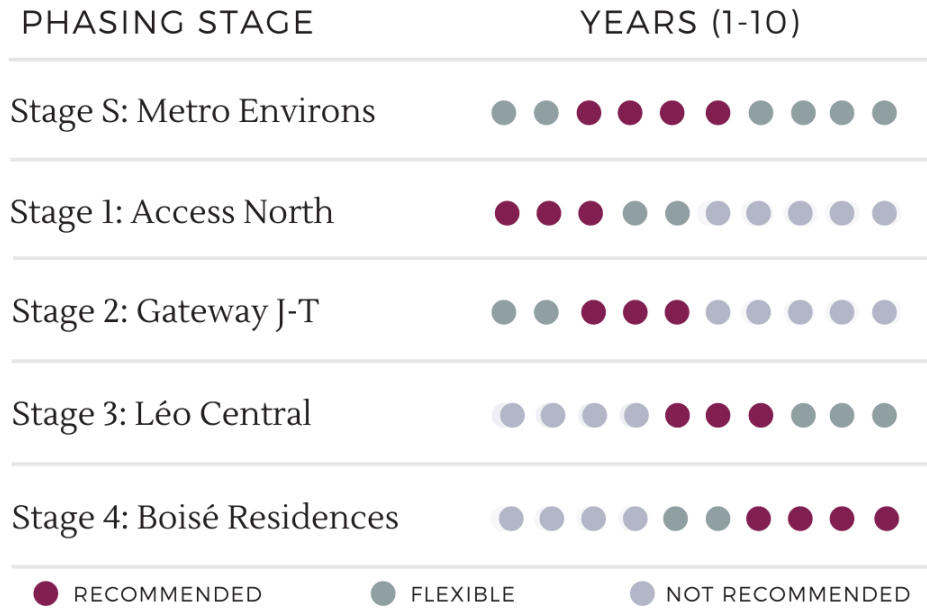 PHASING STAGE YEARS (1-10)
Stage S: Metro Environs
Stage 1: Access North
Stage 2: Gateway J-T
Stage 3: Léo Central
Stage 4: Boisé Residences
RECOMMENDED FLEXIBLE NOT RECOMMENDED